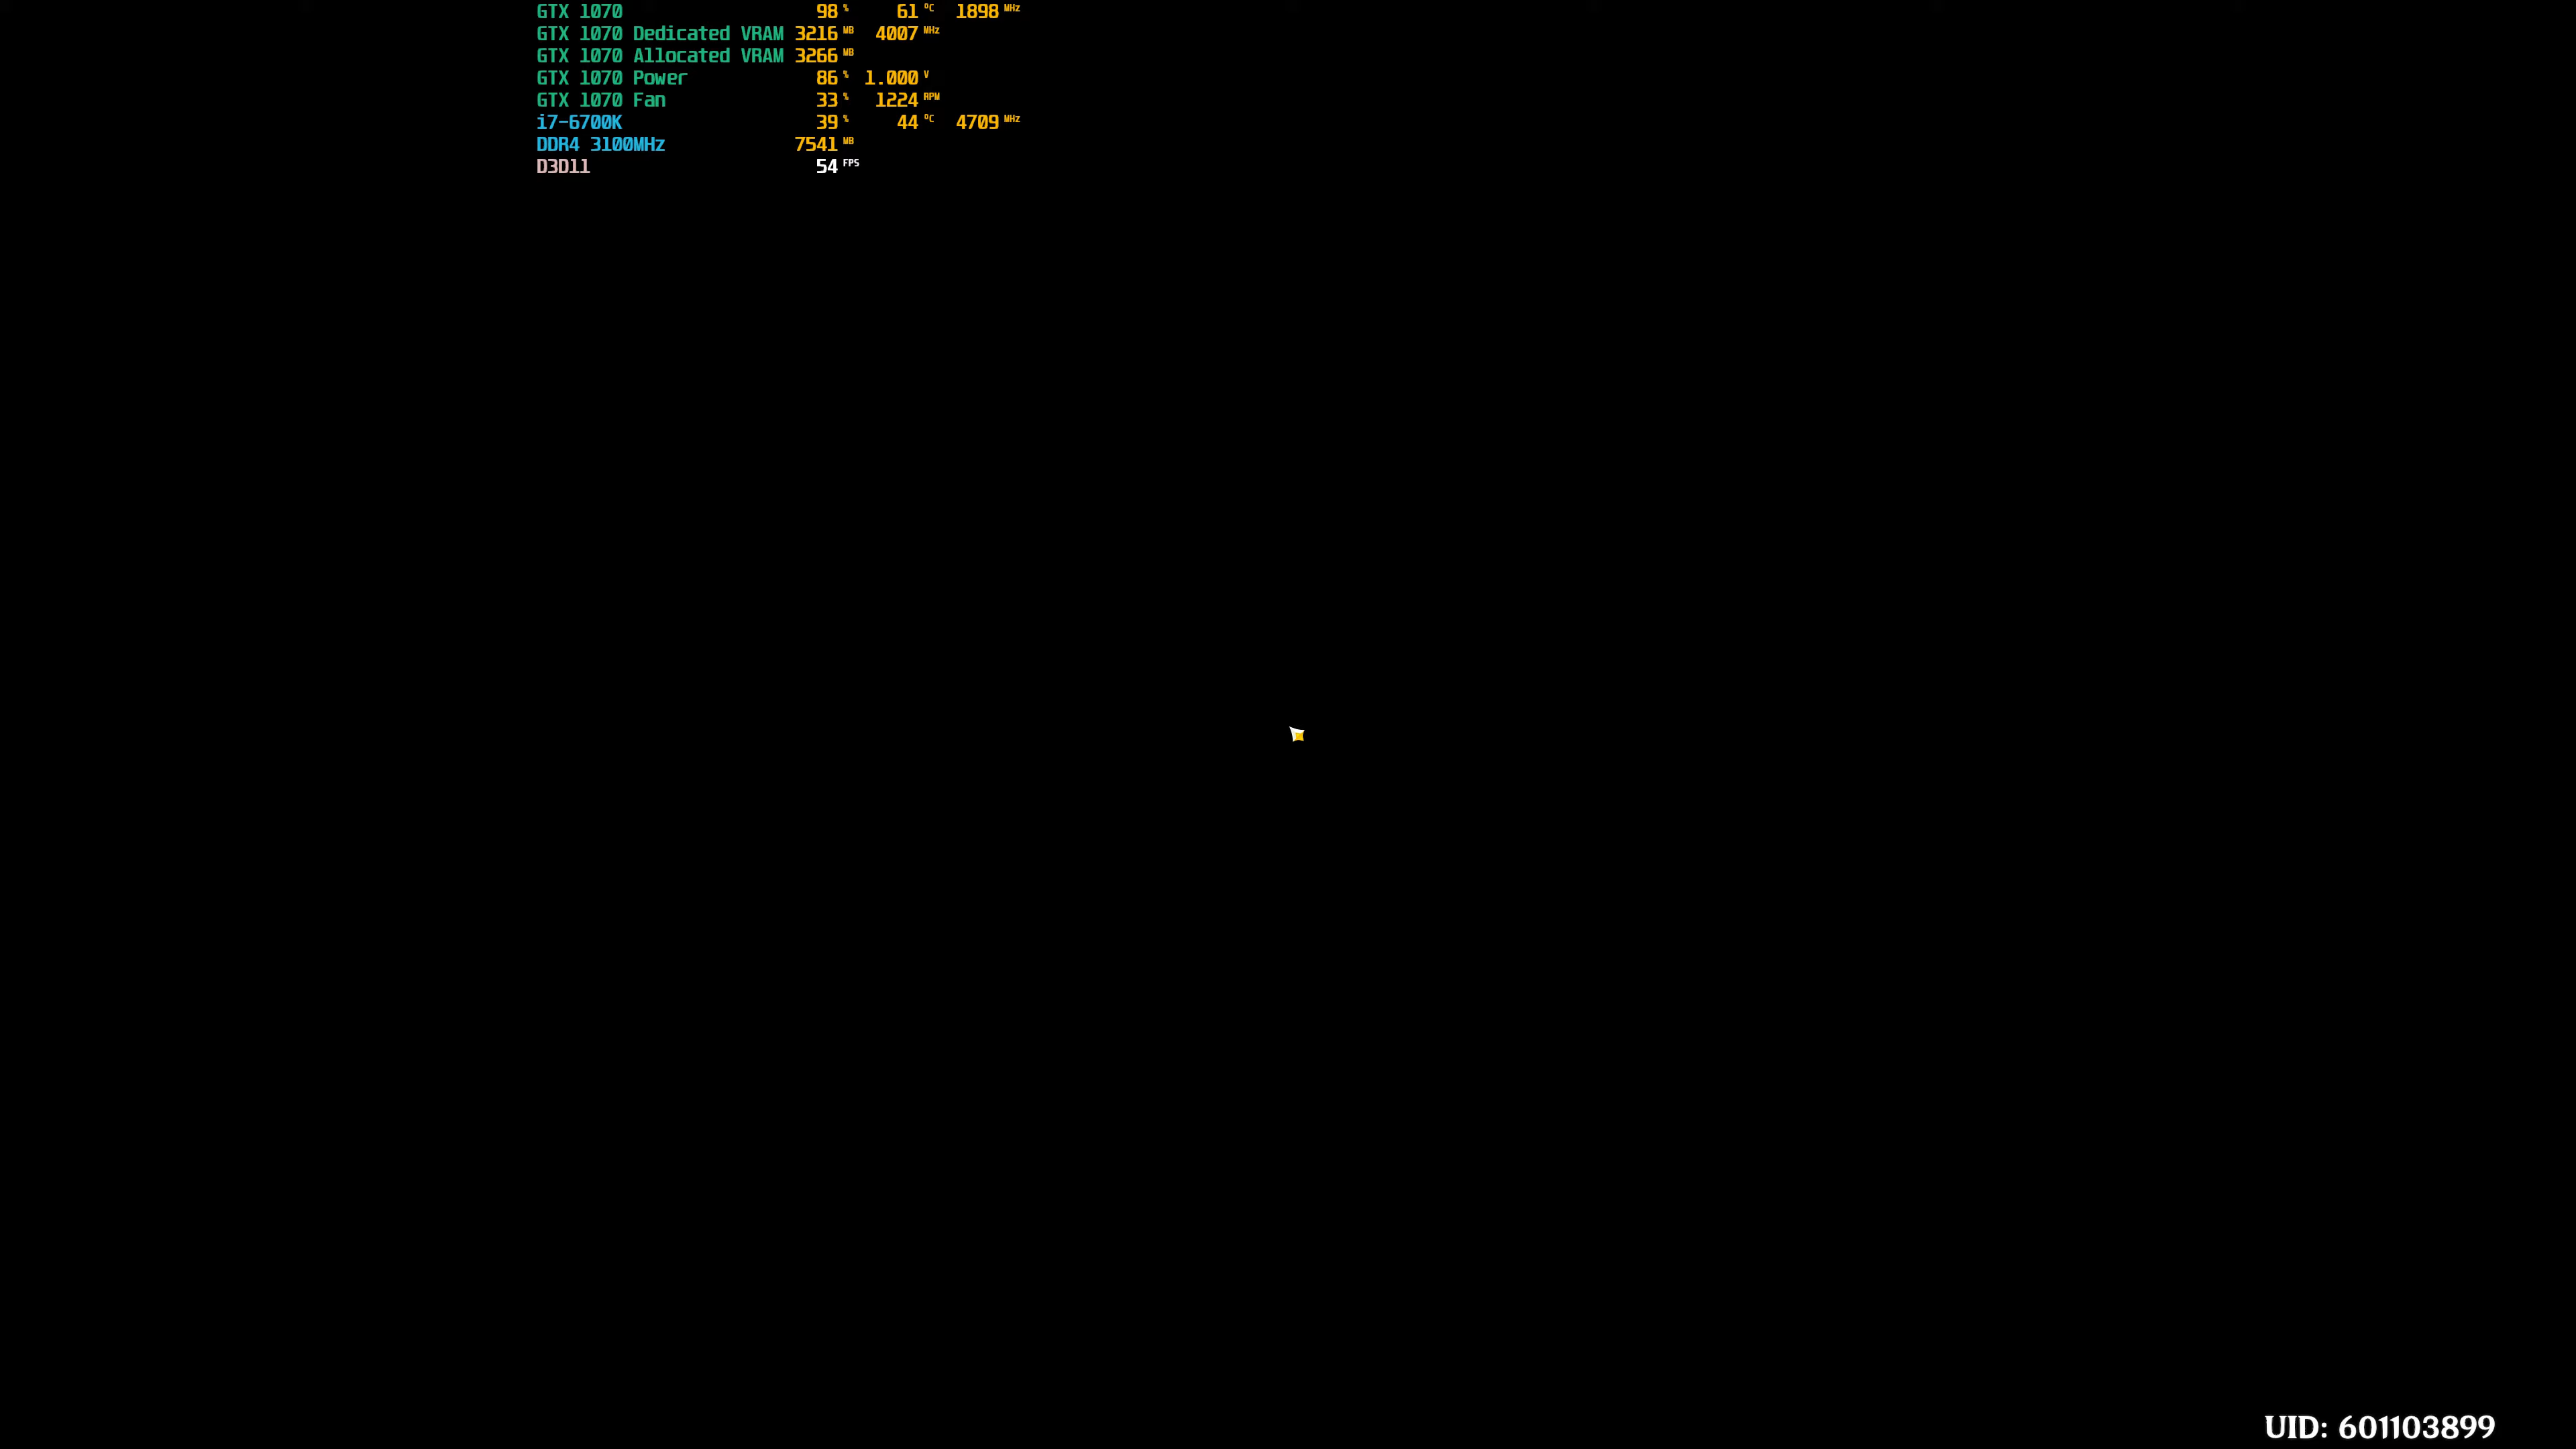 GTX 1070 98 % 61 °C 1898 MHz
GTX 1070 Dedicated VRAM 3216 MB 4007 MHz
GTX 1070 Allocated VRAM 3266 MB
GTX 1070 Power 86 % 1.000 V
GTX 1070 Fan 33 % 1224 RPM
i7-6700K 39 % 44 °C 4709 MHz
DDR4 3100MHz 7541 MB
D3D11 54 FPS
UID: 601103899